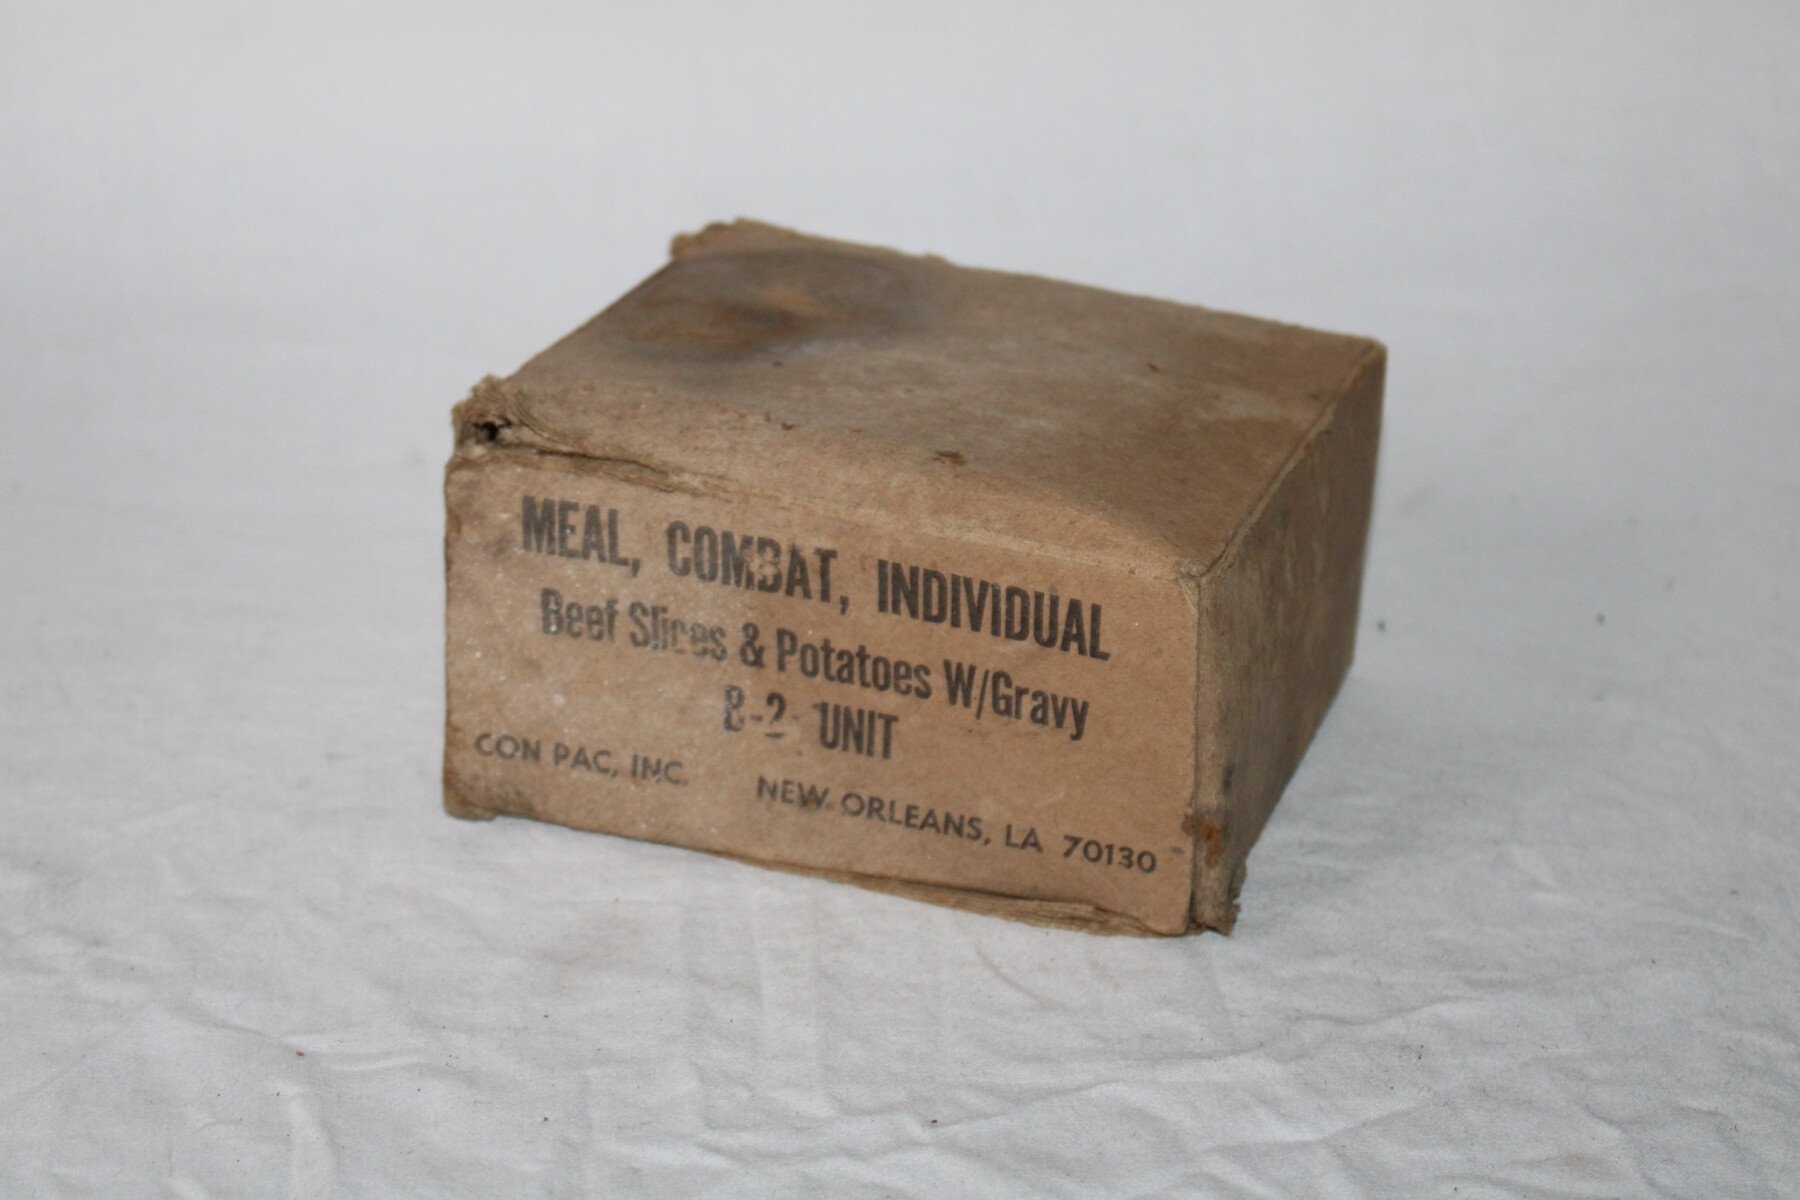 MEAL, COMBAT, INDIVIDUAL
Beef Slices & Potatoes W/Gravy
B-2 UNIT
CON PAC, INC. NEW ORLEANS, LA 70130